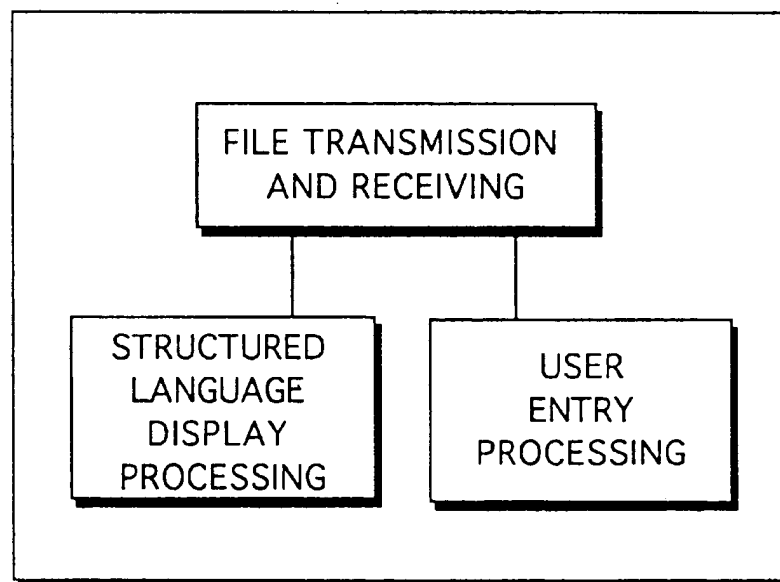 FILE TRANSMISSION
AND RECEIVING
STRUCTURED
LANGUAGE
DISPLAY
PROCESSING
USER
ENTRY
PROCESSING